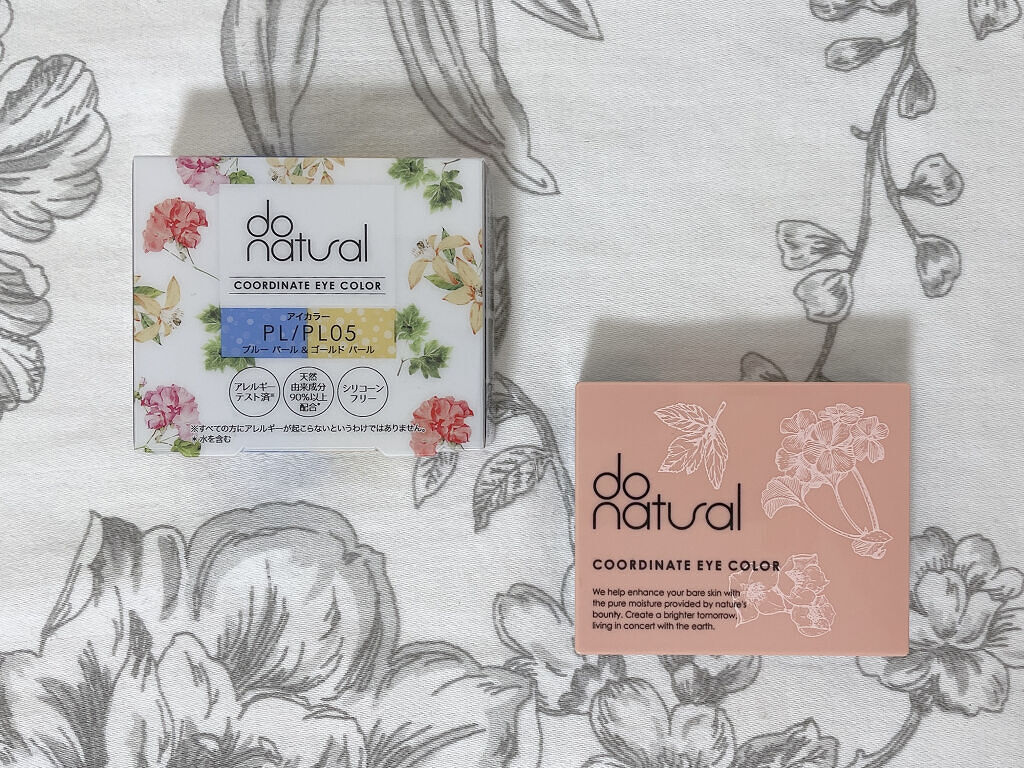 do
natural
COORDINATE EYE COLOR
アイカラー
PL/PL05
ブルー パール & ゴールド パール
アレルギー
テスト済※
天然
由来成分
90%以上
配合*
シリコーン
フリー
※すべての方にアレルギーが起こらないというわけではありません。
* 水を含む
do
natural
COORDINATE EYE COLOR
We help enhance your bare skin with
the pure moisture provided by nature's
bounty. Create a brighter tomorrow,
living in concert with the earth.